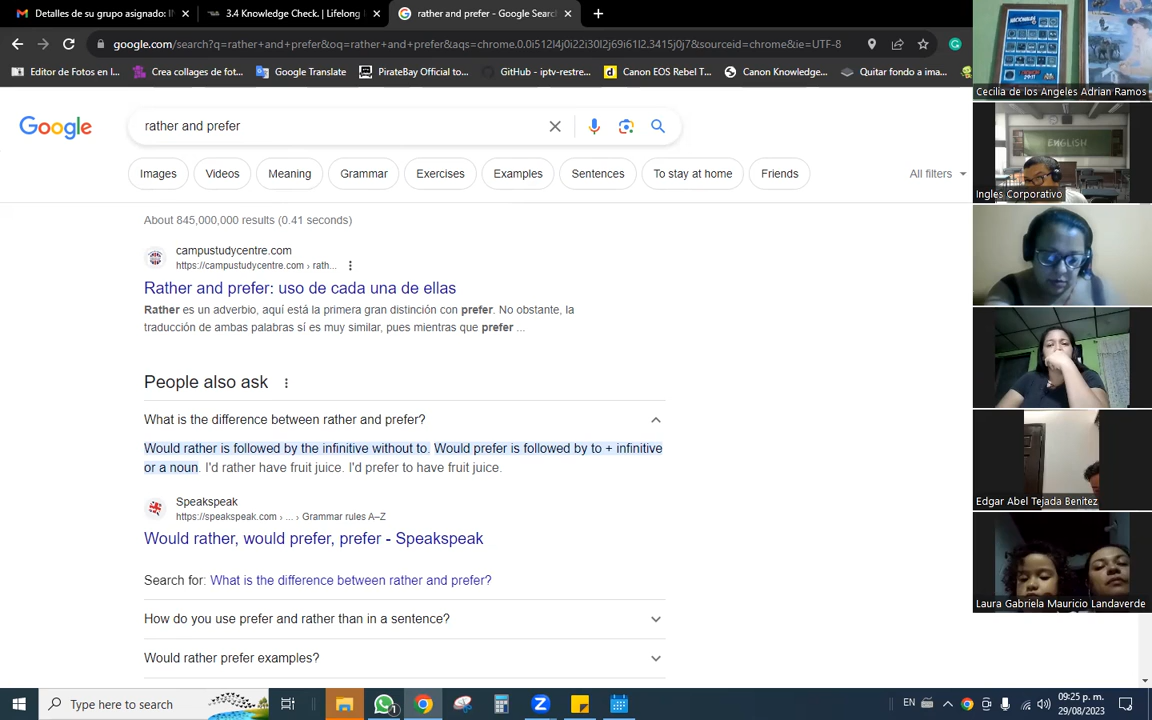 Detalles de su grupo asignado: I
3.4 Knowledge Check. | Lifelong
rather and prefer - Google Searc
google.com/search?q=rather+and+prefer&oq=rather+and+prefer&aqs=chrome.0.0i512l4j0i22i30l2j69i61l2.3415j0j7&sourceid=chrome&ie=UTF-8
Editor de Fotos en l...
Crea collages de fot...
Google Translate
PirateBay Official to...
GitHub - iptv-restre...
Canon EOS Rebel T...
Canon Knowledge...
Quitar fondo a ima...
Google
rather and prefer
Images
Videos
Meaning
Grammar
Exercises
Examples
Sentences
To stay at home
Friends
All filters
About 845,000,000 results (0.41 seconds)
campustudycentre.com
https://campustudycentre.com › rath...
Rather and prefer: uso de cada una de ellas
Rather es un adverbio, aquí está la primera gran distinción con prefer. No obstante, la
traducción de ambas palabras sí es muy similar, pues mientras que prefer ...
People also ask
What is the difference between rather and prefer?
Would rather is followed by the infinitive without to. Would prefer is followed by to + infinitive
or a noun. I'd rather have fruit juice. I'd prefer to have fruit juice.
Speakspeak
https://speakspeak.com › ... › Grammar rules A–Z
Would rather, would prefer, prefer - Speakspeak
Search for: What is the difference between rather and prefer?
How do you use prefer and rather than in a sentence?
Would rather prefer examples?
NACIONALES
Cecilia de los Angeles Adrian Ramos
ENGLISH
Ingles Corporativo
Edgar Abel Tejada Benitez
Laura Gabriela Mauricio Landaverde
Type here to search
1
EN
09:25 p. m.
29/08/2023